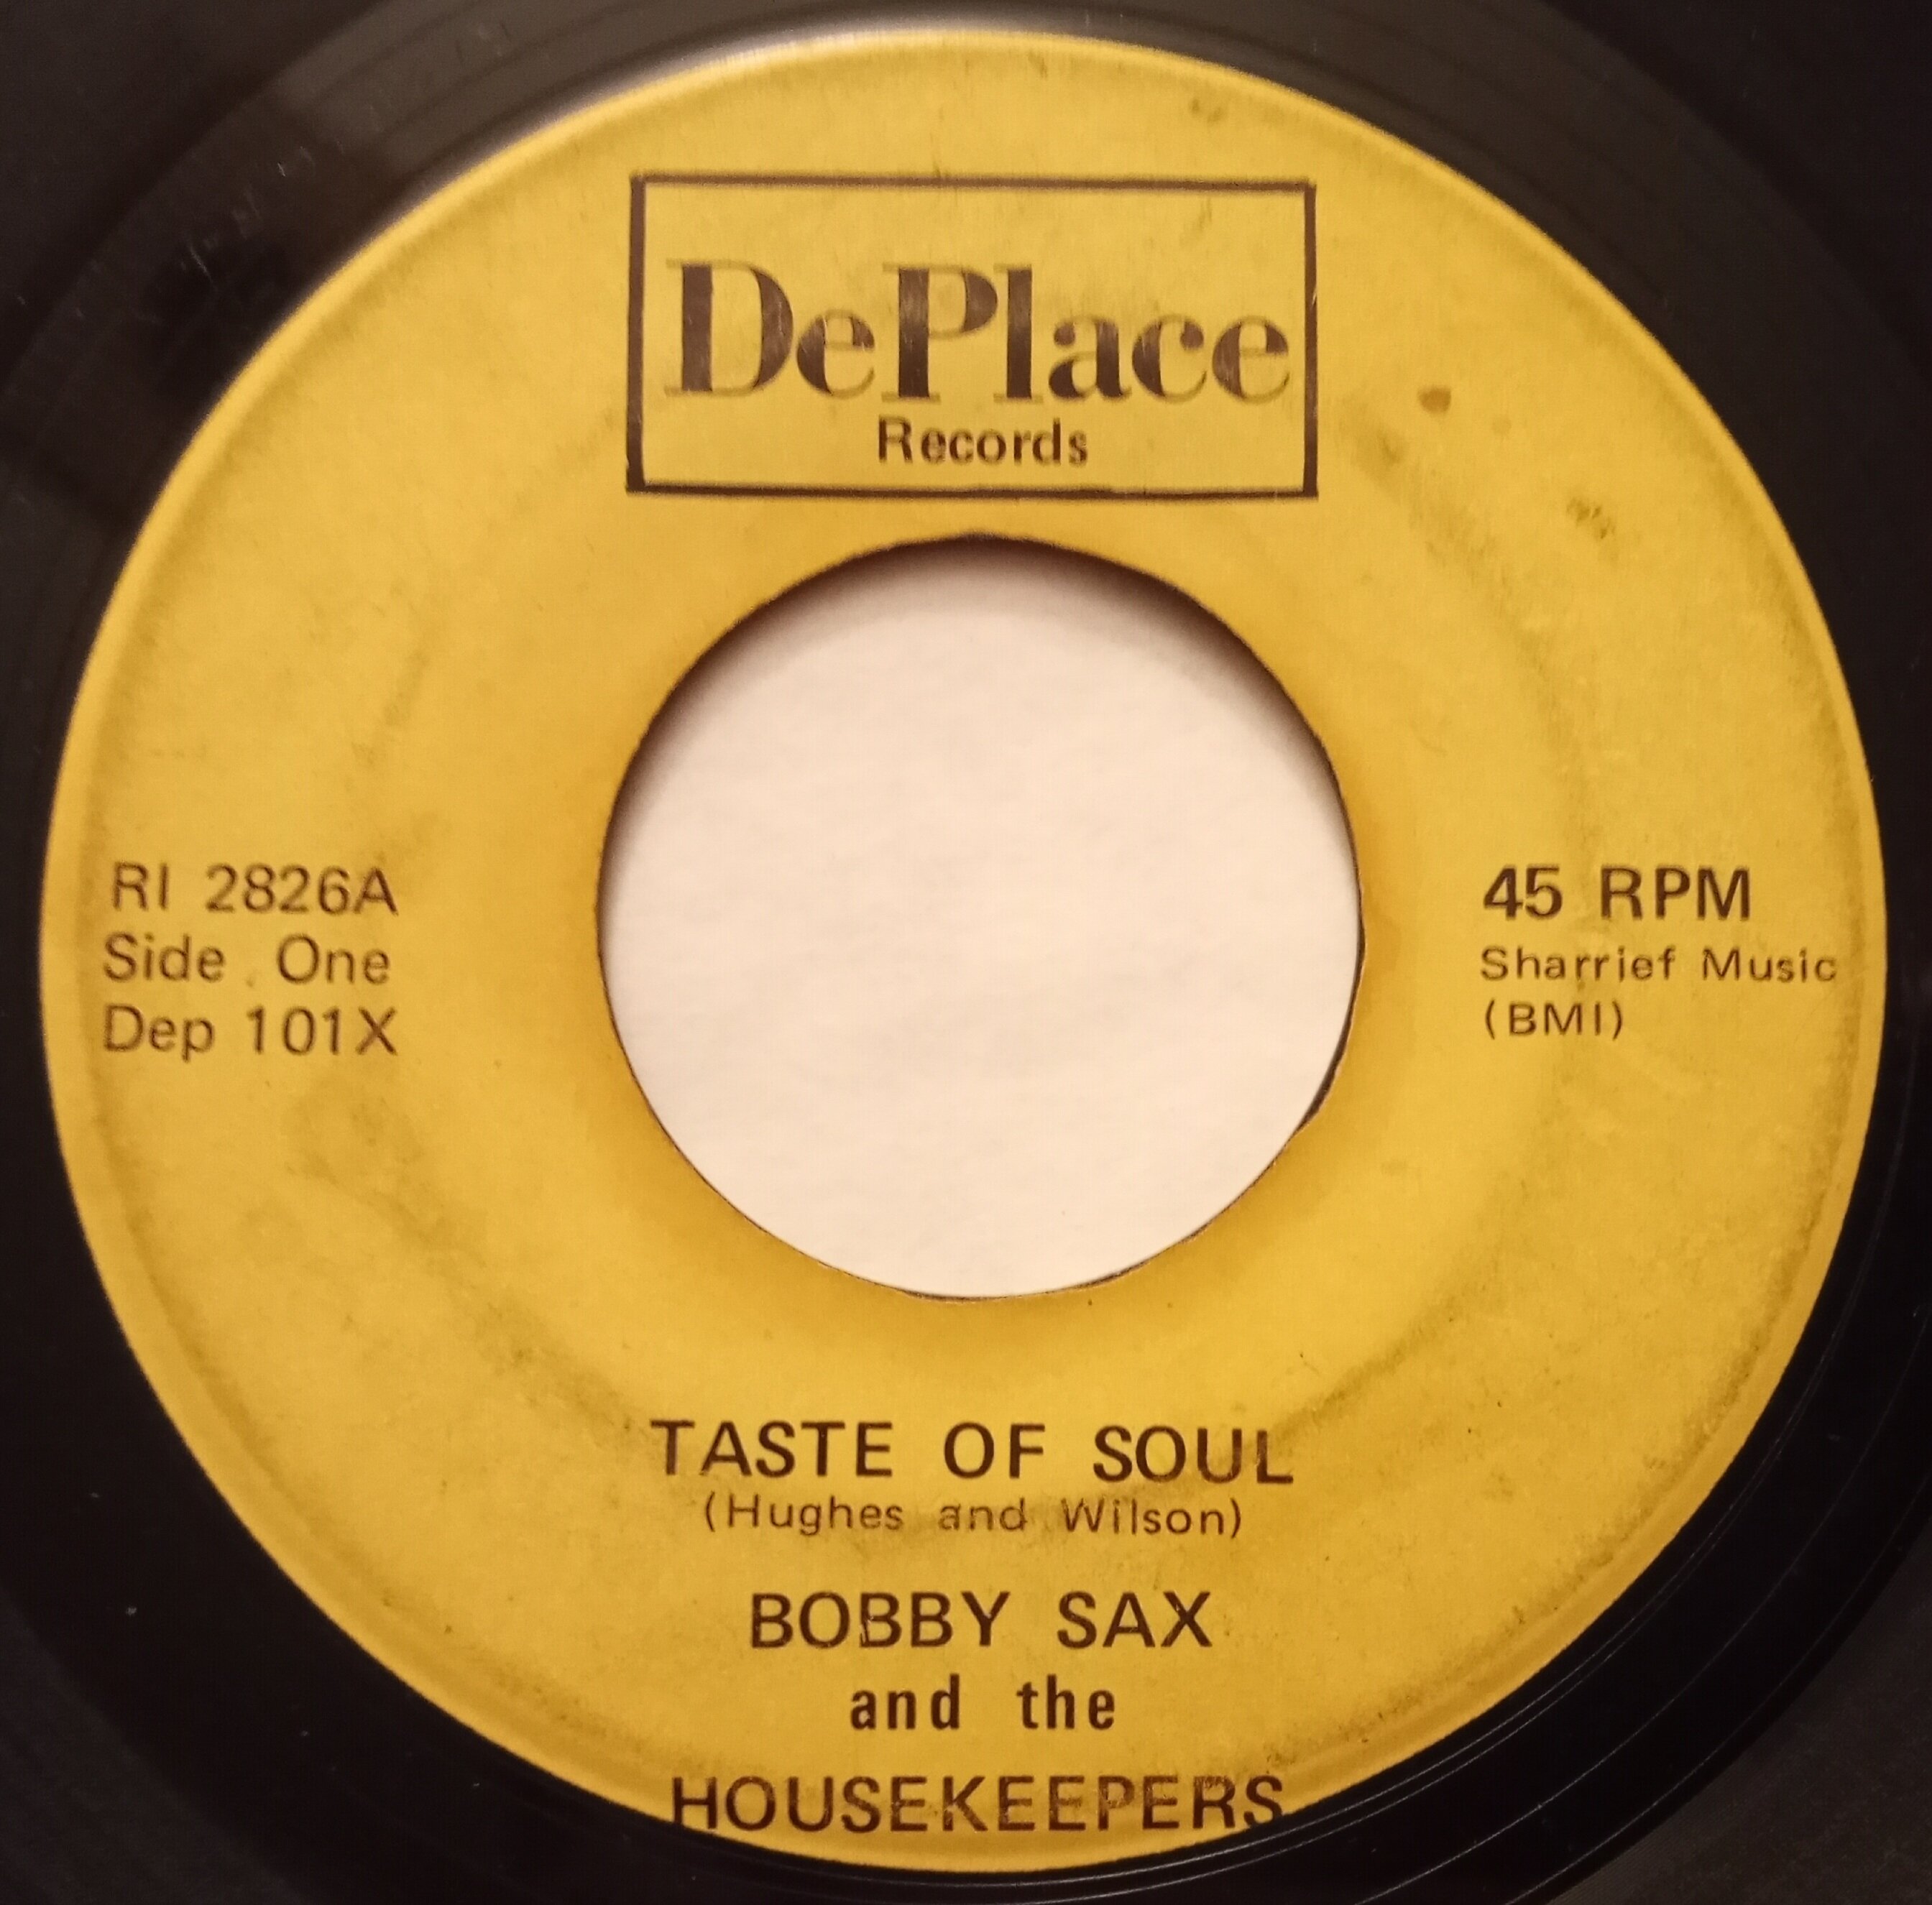 DePlace
Records
RI 2826A
Side One
Dep 101X
45 RPM
Sharrief Music
(BMI)
TASTE OF SOUL
(Hughes and Wilson)
BOBBY SAX
and the
HOUSEKEEPERS